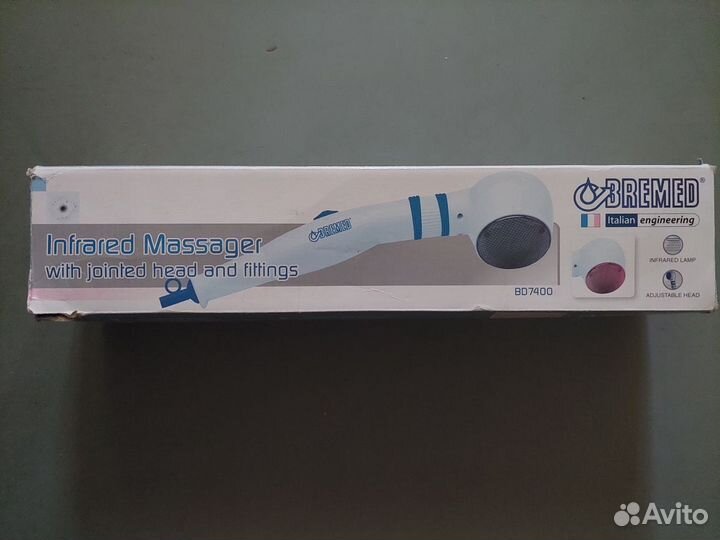 Infrared Massager
with jointed head and fittings
BREMED
BD7400
BREMED®
Italian engineering
INFRARED LAMP
ADJUSTABLE HEAD
Avito